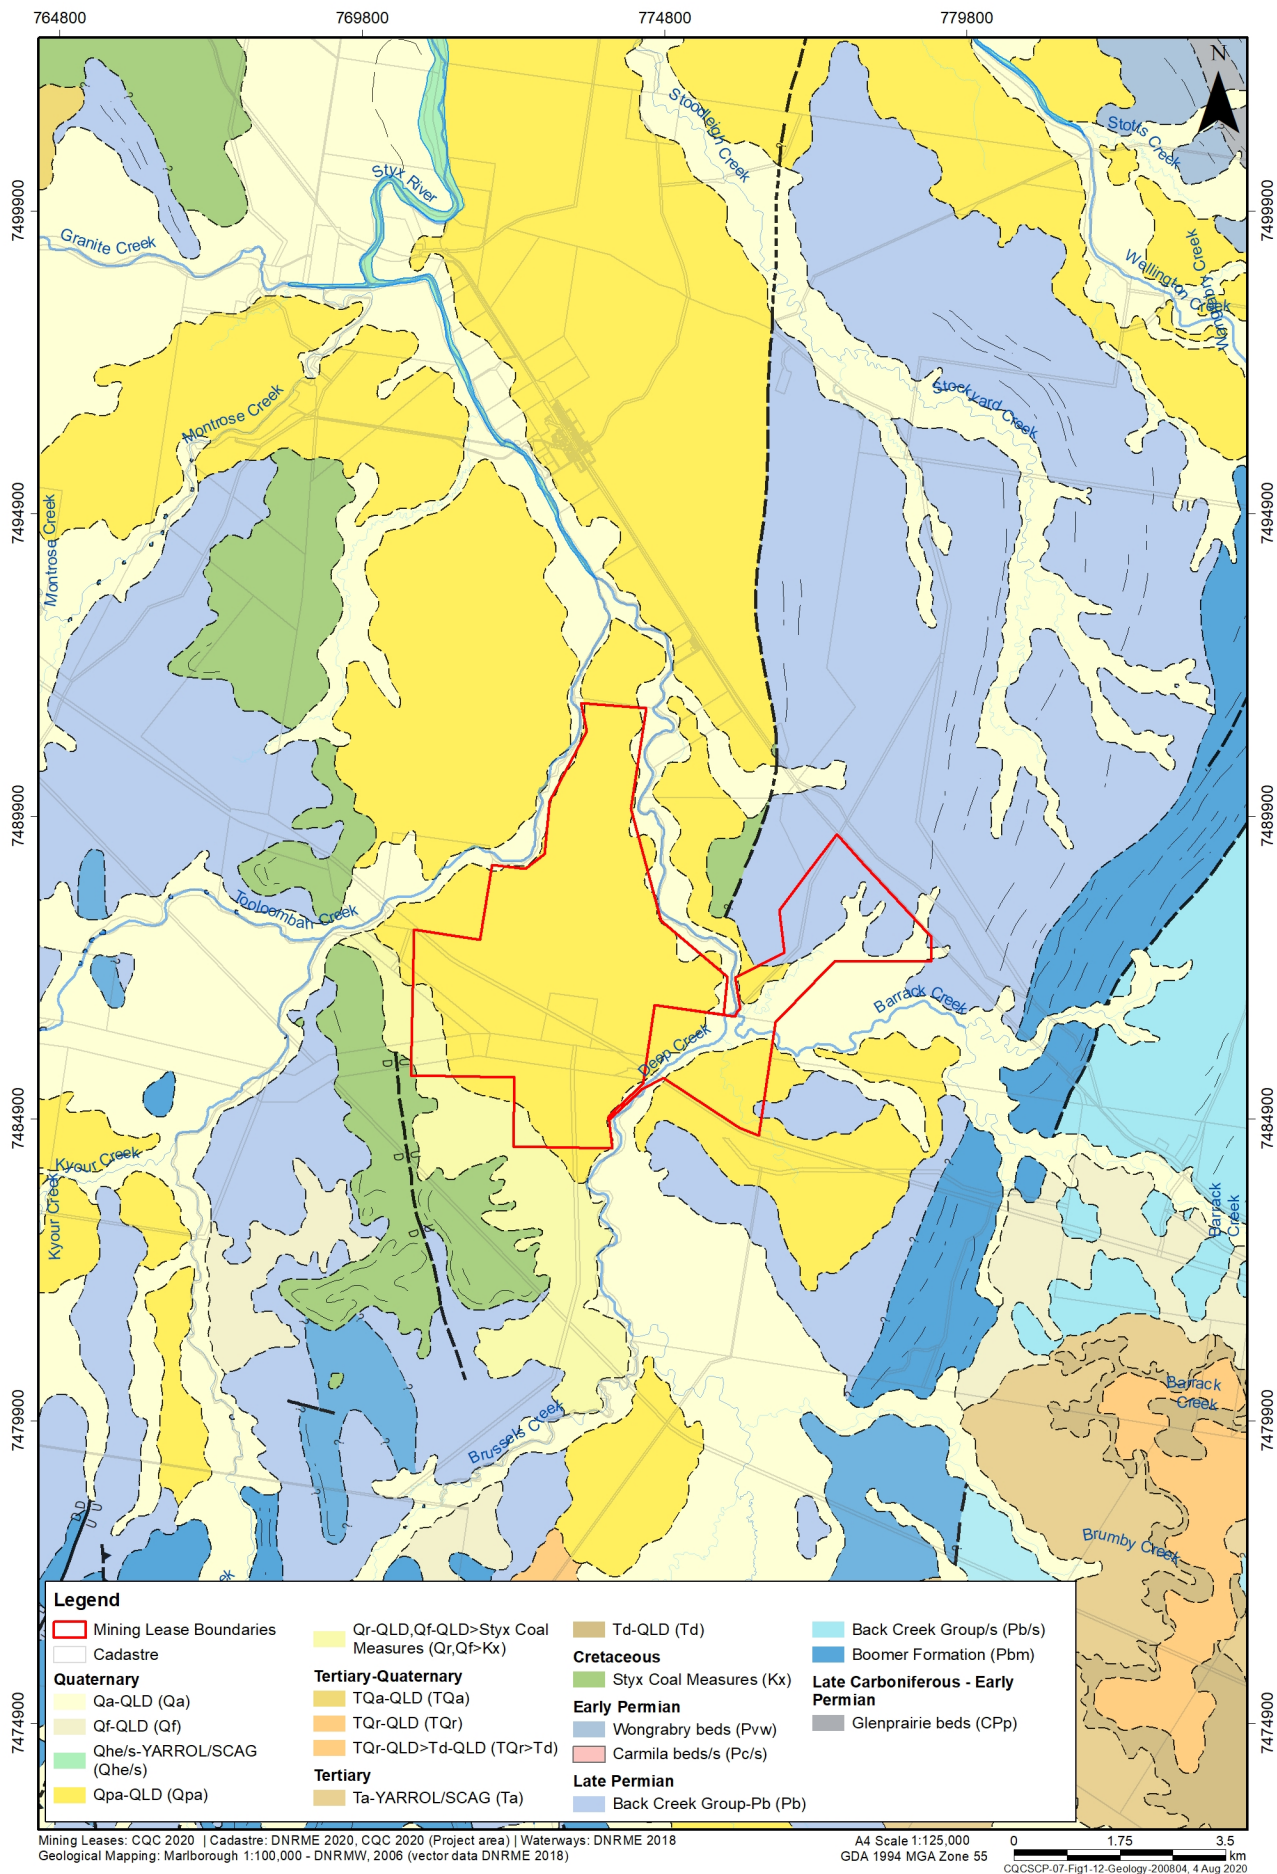 764800 769800 774800 779800
N
7499900 7499900
7494900 7494900
7489900 7489900
7484900 7484900
7479900 7479900
7474900 7474900
Stoodleigh Creek
Stotts Creek
Styx River
Granite Creek
Wellington Creek
Wongrabry Creek
Montrose Creek
Stockyard Creek
Montrose Creek
Tooloombah Creek
Barrack Creek
Deep Creek
Kyour Creek
Kyour Creek
Barrack
Creek
Barrack
Creek
Brussels Creek
Brumby Creek
ek
D U
D U
D U
D D
U U
Legend
Mining Lease Boundaries
Cadastre
Quaternary
Qa-QLD (Qa)
Qf-QLD (Qf)
Qhe/s-YARROL/SCAG
(Qhe/s)
Qpa-QLD (Qpa)
Qr-QLD,Qf-QLD>Styx Coal
Measures (Qr,Qf>Kx)
Tertiary-Quaternary
TQa-QLD (TQa)
TQr-QLD (TQr)
TQr-QLD>Td-QLD (TQr>Td)
Tertiary
Ta-YARROL/SCAG (Ta)
Td-QLD (Td)
Cretaceous
Styx Coal Measures (Kx)
Early Permian
Wongrabry beds (Pvw)
Carmila beds/s (Pc/s)
Late Permian
Back Creek Group-Pb (Pb)
Back Creek Group/s (Pb/s)
Boomer Formation (Pbm)
Late Carboniferous - Early
Permian
Glenprairie beds (CPp)
Mining Leases: CQC 2020 | Cadastre: DNRME 2020, CQC 2020 (Project area) | Waterways: DNRME 2018
Geological Mapping: Marlborough 1:100,000 - DNRMW, 2006 (vector data DNRME 2018)
A4 Scale 1:125,000
GDA 1994 MGA Zone 55
0 1.75 3.5
km
CQCSCP-07-Fig1-12-Geology-200804, 4 Aug 2020